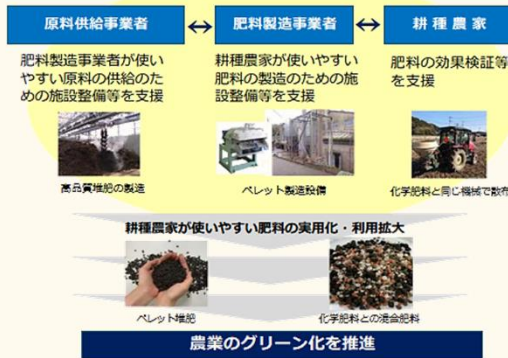 原料供給事業者
肥料製造事業者
耕種農家
肥料製造事業者が使い
やすい原料の供給のた
めの施設整備等を支援
耕種農家が使いやすい
肥料の製造のための施
設整備等を支援
肥料の効果検証等
を支援
高品質堆肥の製造
ペレット製造設備
化学肥料と同じ機械で散布
耕種農家が使いやすい肥料の実用化・利用拡大
ペレット堆肥
化学肥料との混合肥料
農業のグリーン化を推進